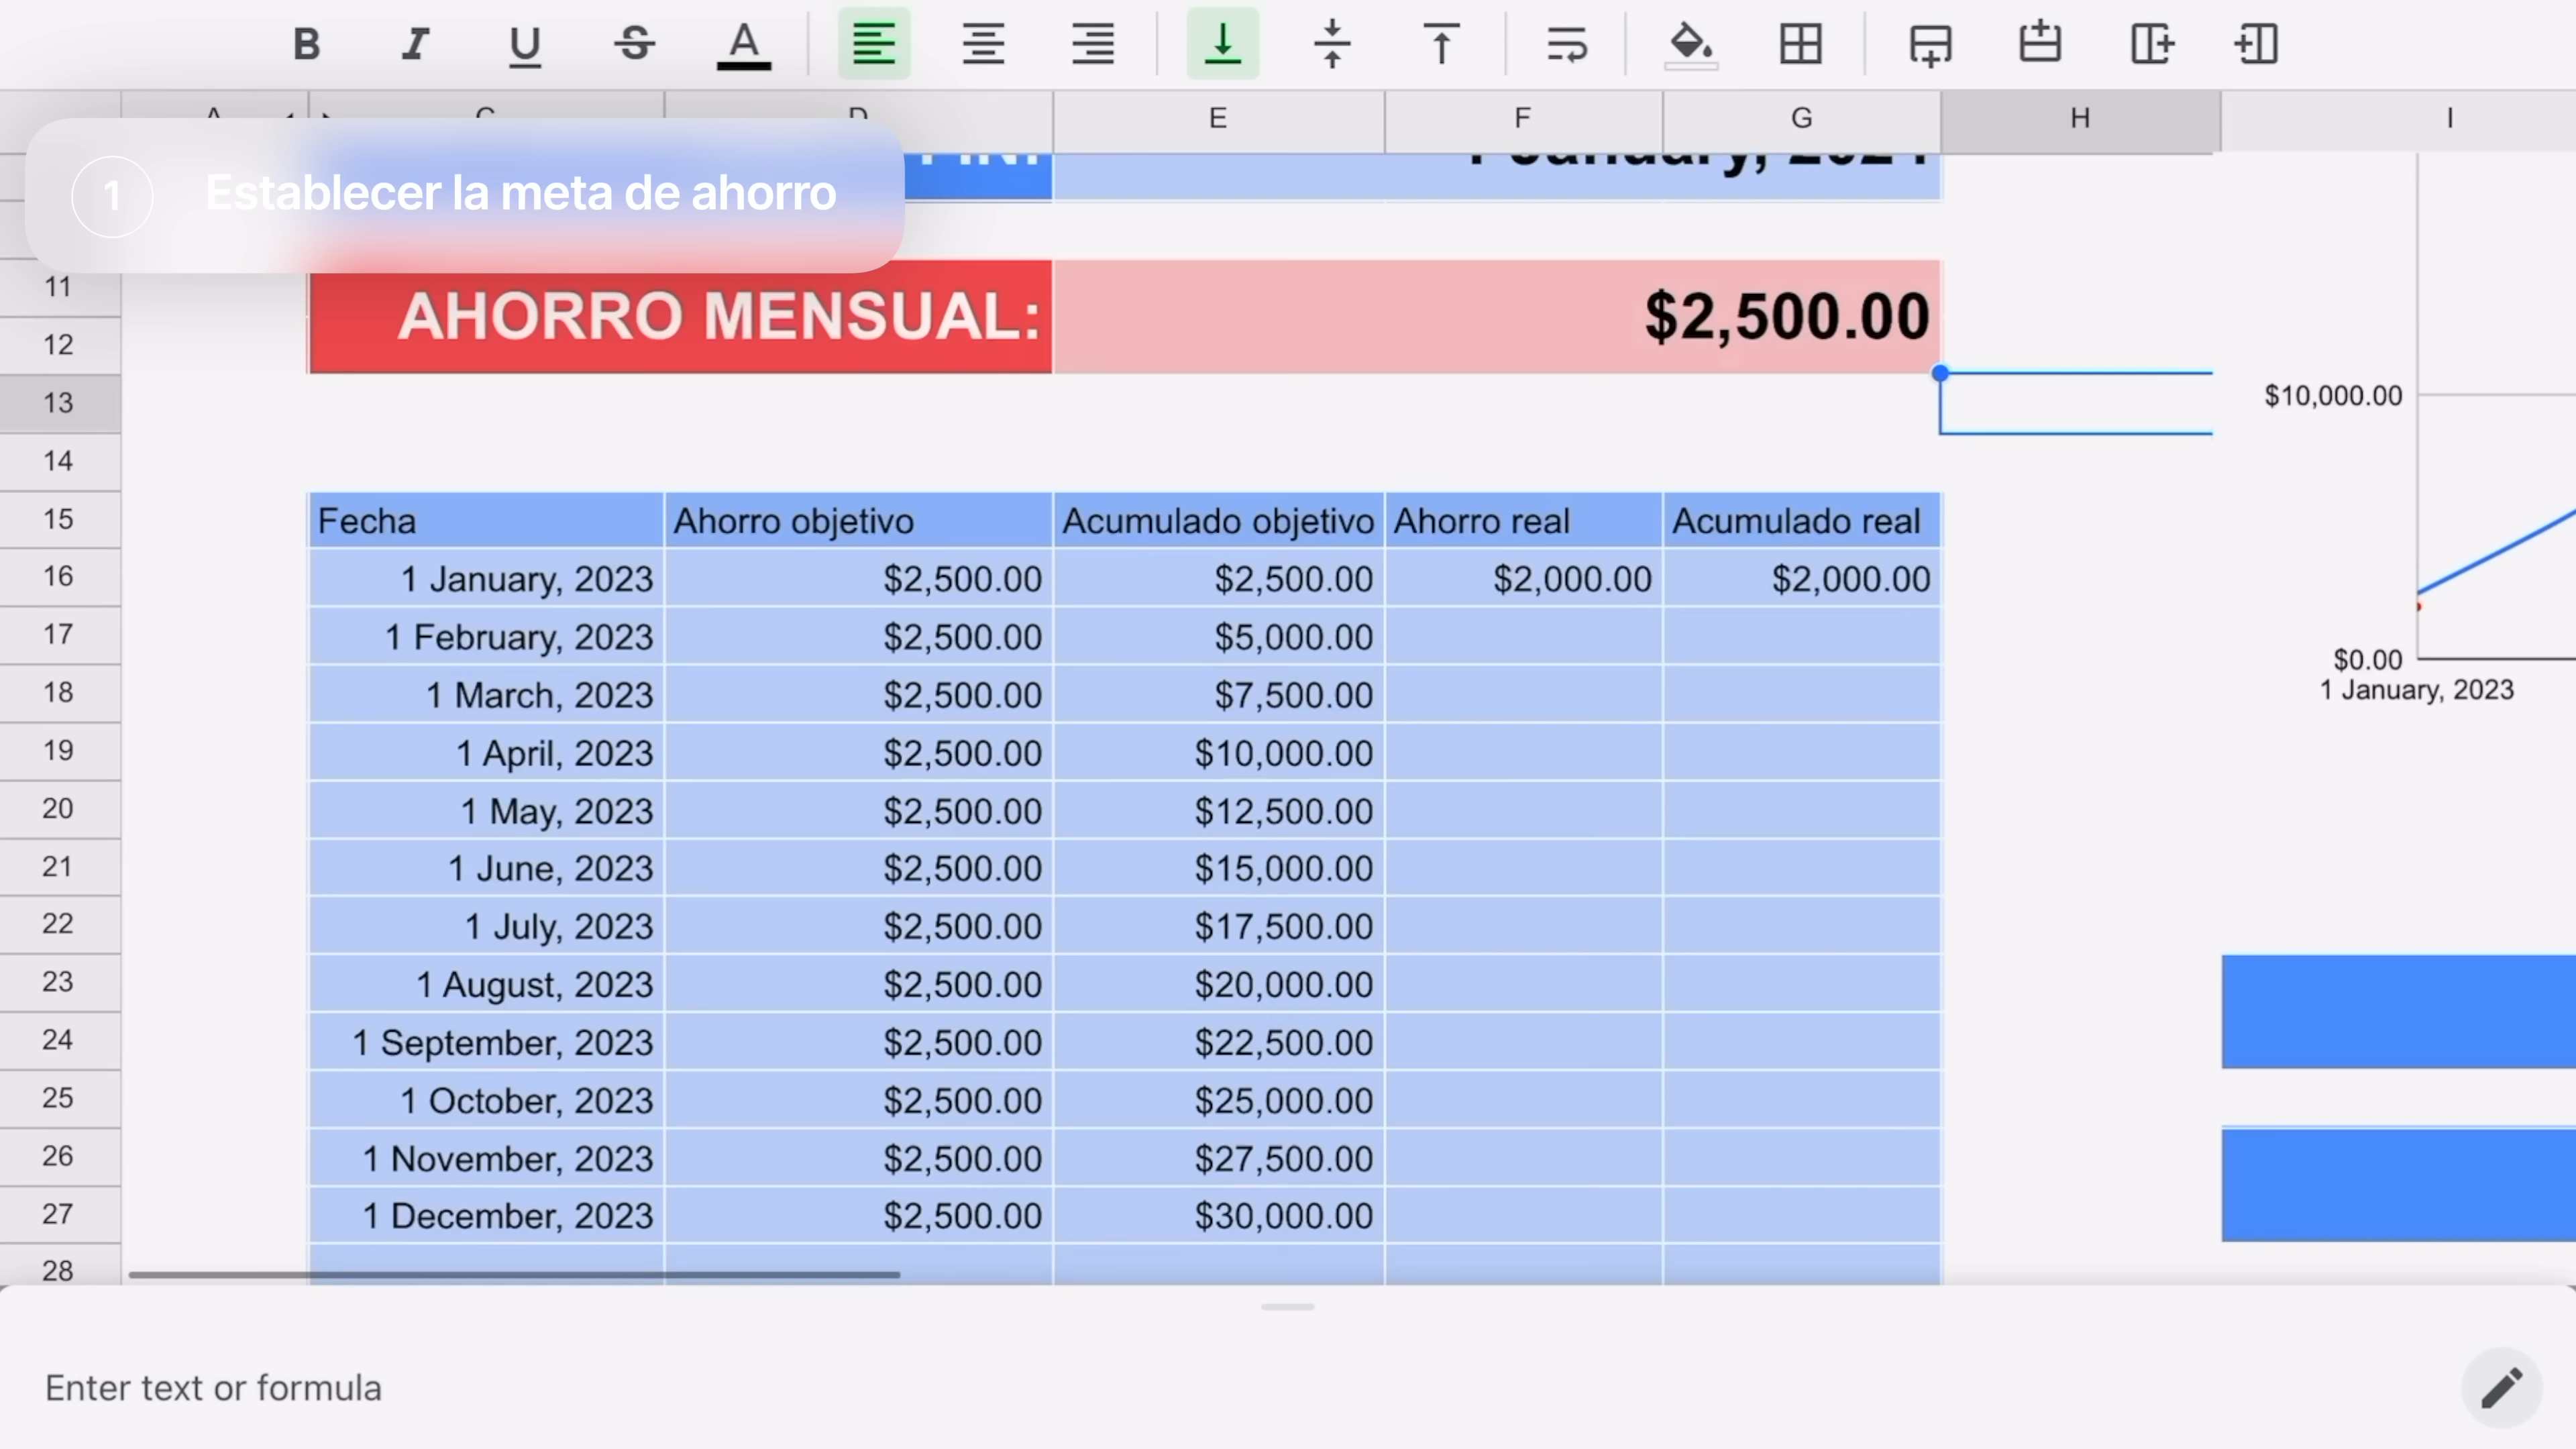 B I U S A
A C D E F G H I
1 Establecer la meta de ahorro
11 AHORRO MENSUAL: $2,500.00
12
13 $10,000.00
14
15 Fecha Ahorro objetivo Acumulado objetivo Ahorro real Acumulado real
16 1 January, 2023 $2,500.00 $2,500.00 $2,000.00 $2,000.00
17 1 February, 2023 $2,500.00 $5,000.00 $0.00
18 1 March, 2023 $2,500.00 $7,500.00 1 January, 2023
19 1 April, 2023 $2,500.00 $10,000.00
20 1 May, 2023 $2,500.00 $12,500.00
21 1 June, 2023 $2,500.00 $15,000.00
22 1 July, 2023 $2,500.00 $17,500.00
23 1 August, 2023 $2,500.00 $20,000.00
24 1 September, 2023 $2,500.00 $22,500.00
25 1 October, 2023 $2,500.00 $25,000.00
26 1 November, 2023 $2,500.00 $27,500.00
27 1 December, 2023 $2,500.00 $30,000.00
28
Enter text or formula